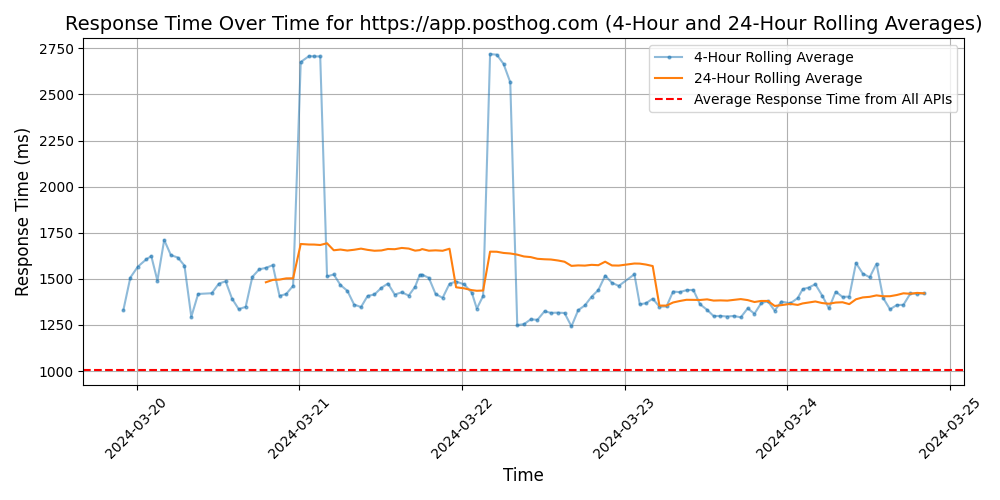 Response Time Over Time for https://app.posthog.com (4-Hour and 24-Hour Rolling Averages)
4-Hour Rolling Average
24-Hour Rolling Average
Average Response Time from All APIs
Response Time (ms)
2750
2500
2250
2000
1750
1500
1250
1000
2024-03-20
2024-03-21
2024-03-22
2024-03-23
2024-03-24
2024-03-25
Time